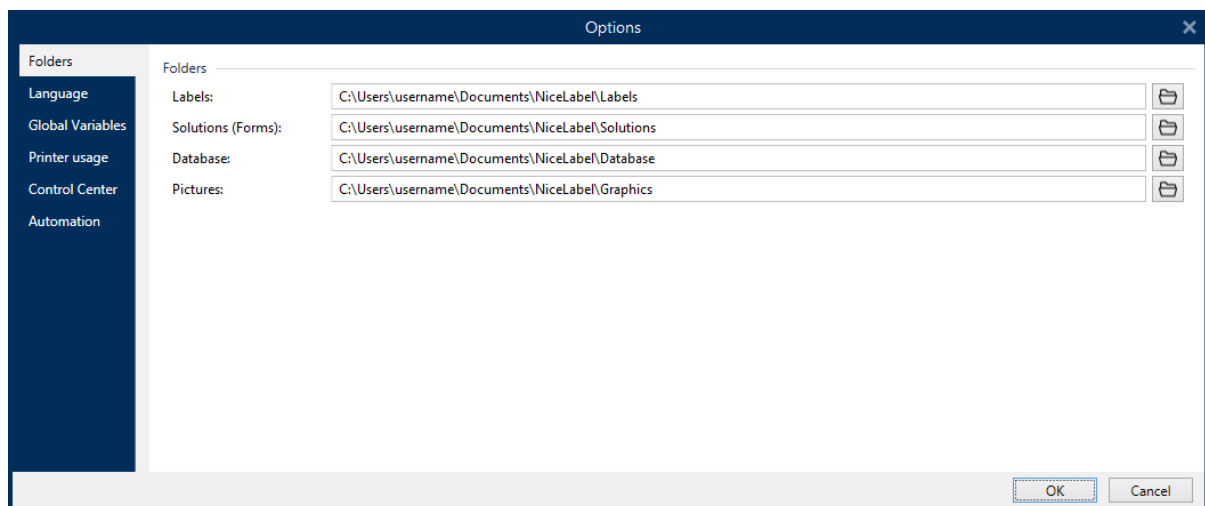 Options
Folders
Language
Global Variables
Printer usage
Control Center
Automation
Folders
Labels: C:\Users\username\Documents\NiceLabel\Labels
Solutions (Forms): C:\Users\username\Documents\NiceLabel\Solutions
Database: C:\Users\username\Documents\NiceLabel\Database
Pictures: C:\Users\username\Documents\NiceLabel\Graphics
OK Cancel